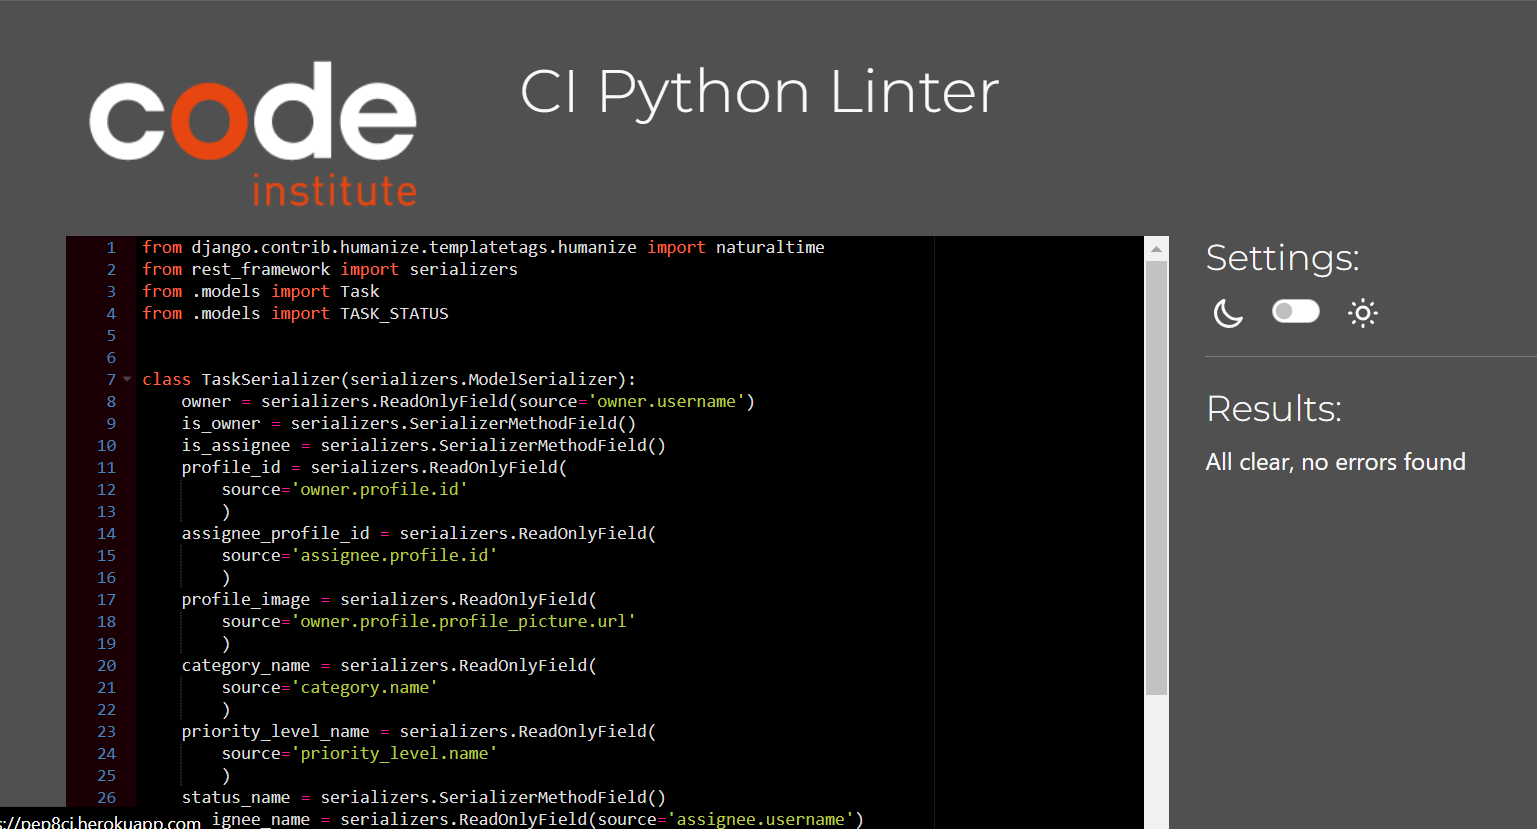 code
institute
CI Python Linter
1 from django.contrib.humanize.templatetags.humanize import naturaltime
2 from rest_framework import serializers
3 from .models import Task
4 from .models import TASK_STATUS
5
6
7 class TaskSerializer(serializers.ModelSerializer):
8     owner = serializers.ReadOnlyField(source='owner.username')
9     is_owner = serializers.SerializerMethodField()
10     is_assignee = serializers.SerializerMethodField()
11     profile_id = serializers.ReadOnlyField(
12         source='owner.profile.id'
13         )
14     assignee_profile_id = serializers.ReadOnlyField(
15         source='assignee.profile.id'
16         )
17     profile_image = serializers.ReadOnlyField(
18         source='owner.profile.profile_picture.url'
19         )
20     category_name = serializers.ReadOnlyField(
21         source='category.name'
22         )
23     priority_level_name = serializers.ReadOnlyField(
24         source='priority_level.name'
25         )
26     status_name = serializers.SerializerMethodField()
ignee_name = serializers.ReadOnlyField(source='assignee.username')
s://pep8ci.herokuapp.com
Settings:
Results:
All clear, no errors found